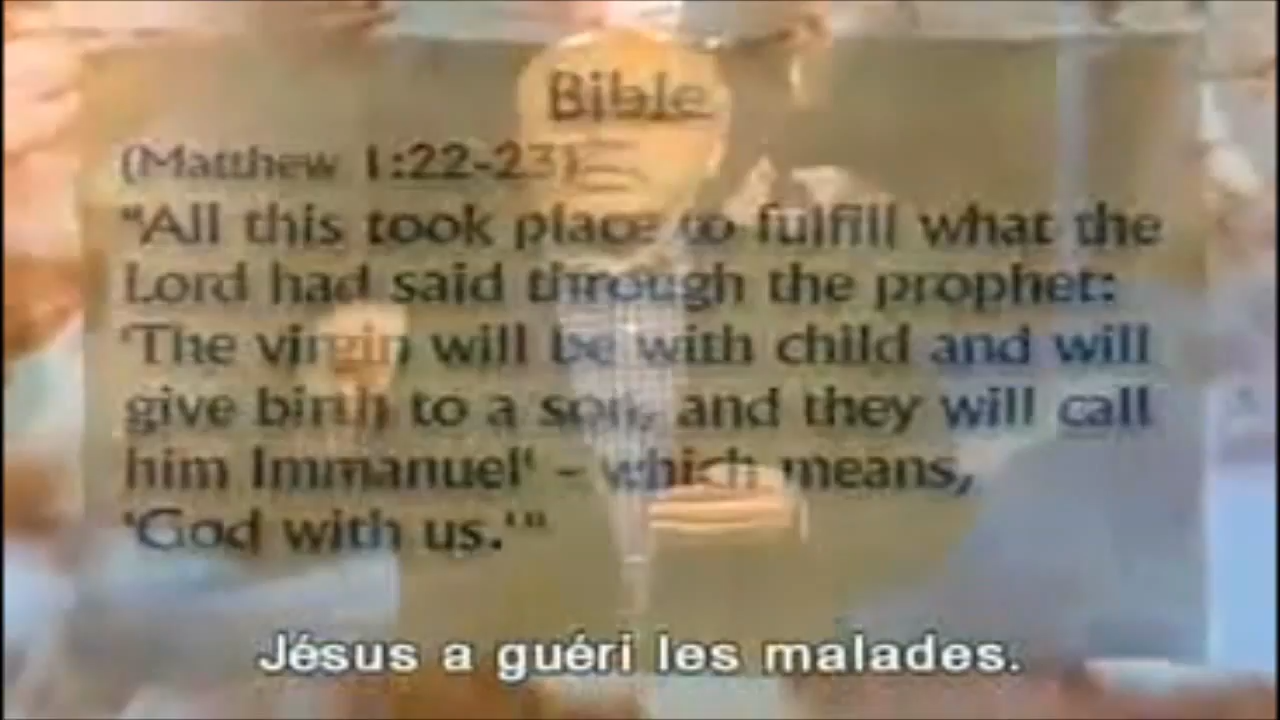 Bible
(Matthew 1:22-23)
"All this took place to fulfill what the
Lord had said through the prophet:
'The virgin will be with child and will
give birth to a son, and they will call
him Immanuel' – which means,
'God with us.'"
Jésus a guéri les malades.